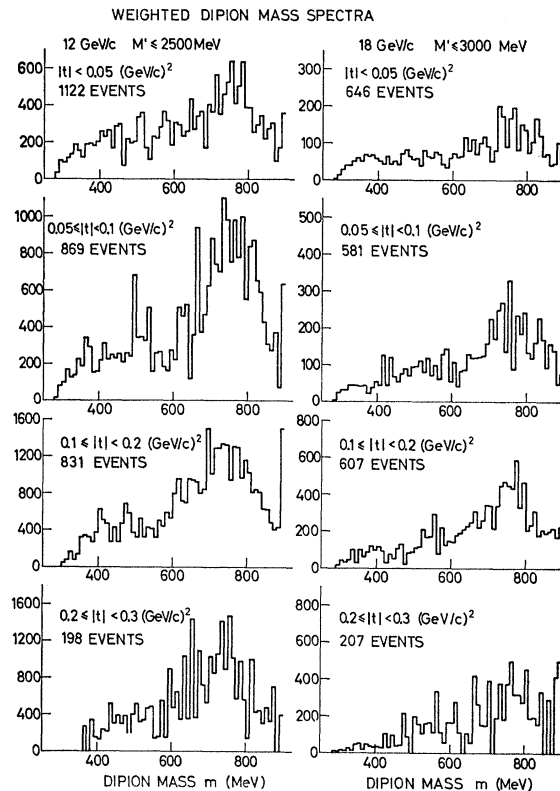 WEIGHTED DIPION MASS SPECTRA
12 GeV/c M' ≤ 2500MeV
|t| < 0.05 (GeV/c)²
1122 EVENTS
600
400
200
0
400 600 800
18 GeV/c M' ≤3000 MeV
|t| < 0.05 (GeV/c)²
646 EVENTS
300
200
100
0
400 600 800
0.05≤|t|<0.1 (GeV/c)²
869 EVENTS
1000
800
600
400
200
0
400 600 800
0.05 ≤|t|<0.1 (GeV/c)²
581 EVENTS
500
400
300
200
100
0
400 600 800
0.1 ≤ |t| < 0.2 (GeV/c)²
831 EVENTS
1600
1200
800
400
0
400 600 800
0.1 ≤ |t| < 0.2 (GeV/c)²
607 EVENTS
800
600
400
200
0
400 600 800
0.2 ≤ |t| < 0.3 (GeV/c)²
198 EVENTS
1600
1200
800
400
0
400 600 800
DIPION MASS m (MeV)
0.2≤|t|<0.3 (GeV/c)²
207 EVENTS
800
600
400
200
0
400 600 800
DIPION MASS m (MeV)